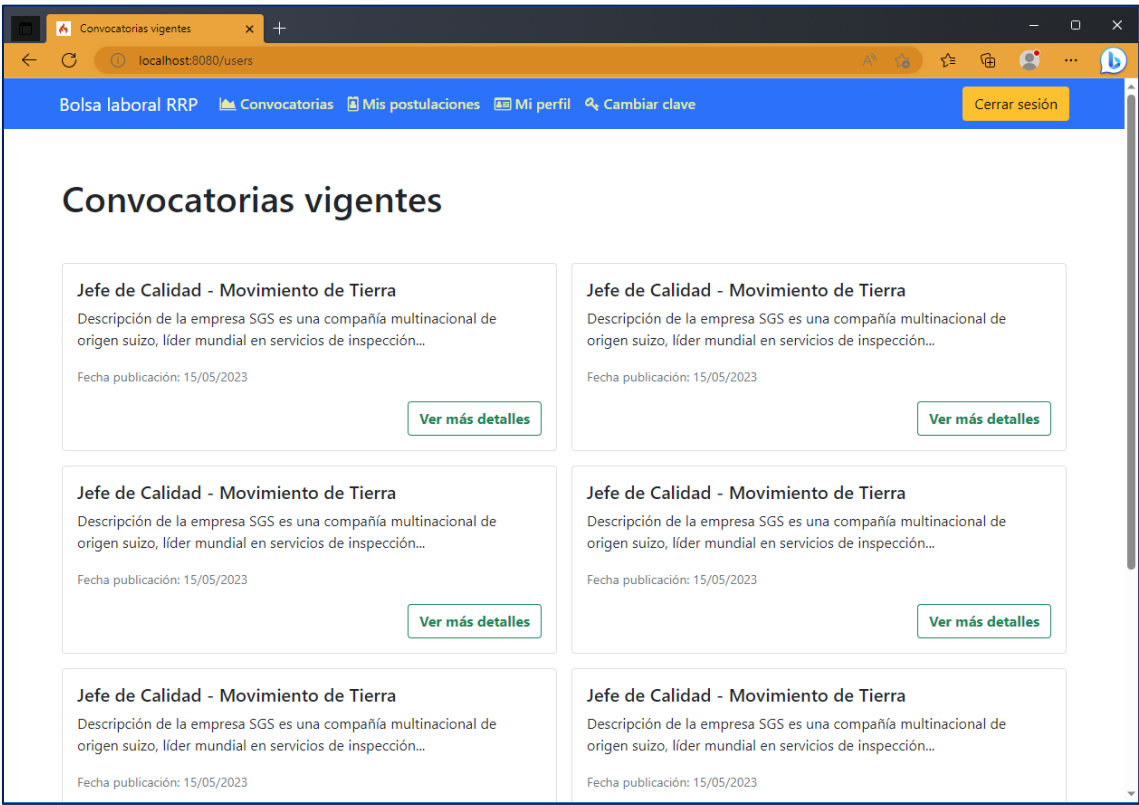 Convocatorias vigentes
localhost:8080/users
Bolsa laboral RRP Convocatorias Mis postulaciones Mi perfil Cambiar clave Cerrar sesión
Convocatorias vigentes
Jefe de Calidad - Movimiento de Tierra
Descripción de la empresa SGS es una compañía multinacional de
origen suizo, líder mundial en servicios de inspección...
Fecha publicación: 15/05/2023
Ver más detalles
Jefe de Calidad - Movimiento de Tierra
Descripción de la empresa SGS es una compañía multinacional de
origen suizo, líder mundial en servicios de inspección...
Fecha publicación: 15/05/2023
Ver más detalles
Jefe de Calidad - Movimiento de Tierra
Descripción de la empresa SGS es una compañía multinacional de
origen suizo, líder mundial en servicios de inspección...
Fecha publicación: 15/05/2023
Ver más detalles
Jefe de Calidad - Movimiento de Tierra
Descripción de la empresa SGS es una compañía multinacional de
origen suizo, líder mundial en servicios de inspección...
Fecha publicación: 15/05/2023
Ver más detalles
Jefe de Calidad - Movimiento de Tierra
Descripción de la empresa SGS es una compañía multinacional de
origen suizo, líder mundial en servicios de inspección...
Fecha publicación: 15/05/2023
Jefe de Calidad - Movimiento de Tierra
Descripción de la empresa SGS es una compañía multinacional de
origen suizo, líder mundial en servicios de inspección...
Fecha publicación: 15/05/2023